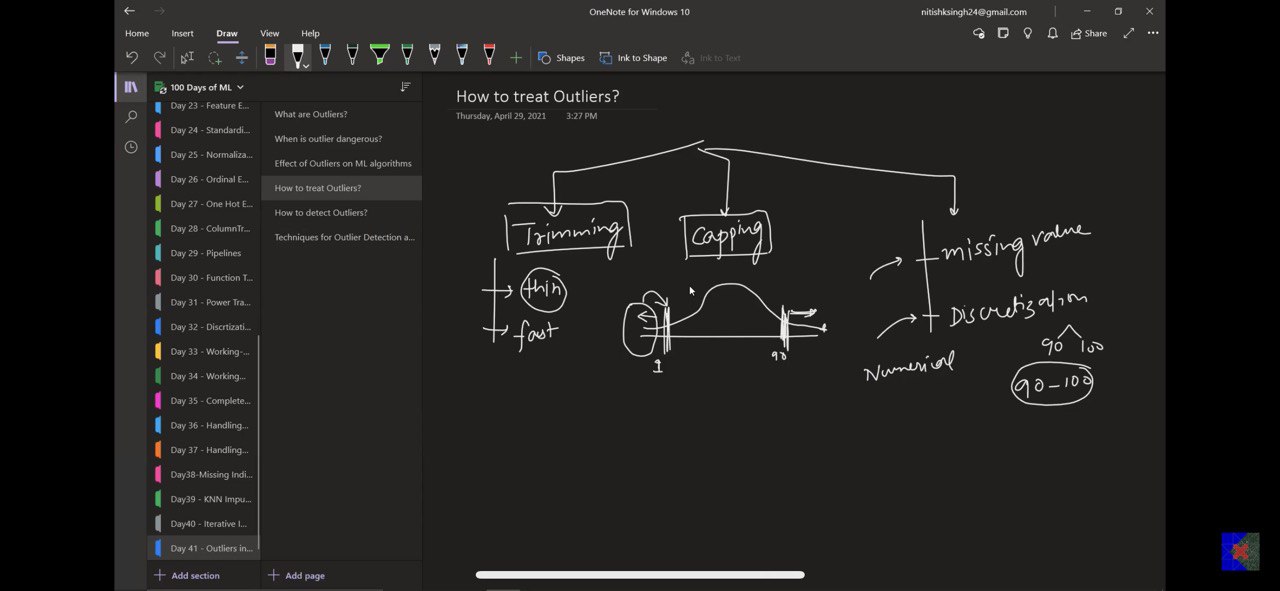 OneNote for Windows 10
nitishksingh24@gmail.com
Home
Insert
Draw
View
Help
Share
Shapes
Ink to Shape
Ink to Text
100 Days of ML
Day 23 - Feature E...
Day 24 - Standardi...
Day 25 - Normaliza...
Day 26 - Ordinal E...
Day 27 - One Hot E...
Day 28 - ColumnTr...
Day 29 - Pipelines
Day 30 - Function T...
Day 31 - Power Tra...
Day 32 - Discrtizati...
Day 33 - Working-...
Day 34 - Working...
Day 35 - Complete...
Day 36 - Handling...
Day 37 - Handling...
Day38-Missing Indi...
Day39 - KNN Impu...
Day40 - Iterative I...
Day 41 - Outliers in...
Add section
What are Outliers?
When is outlier dangerous?
Effect of Outliers on ML algorithms
How to treat Outliers?
How to detect Outliers?
Techniques for Outlier Detection a...
Add page
How to treat Outliers?
Thursday, April 29, 2021
3:27 PM
Trimming
thin
fast
Capping
90
missing value
Discretization
90 100
90-100
Numerical